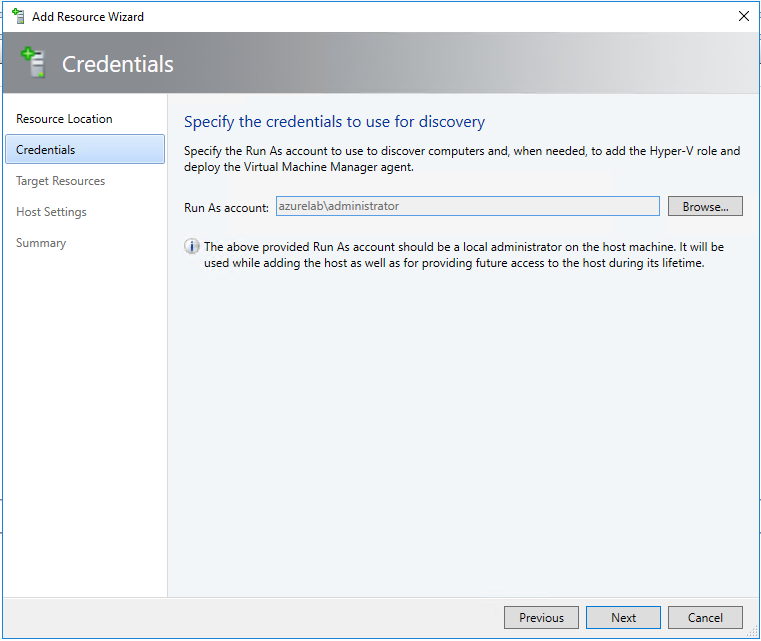 Add Resource Wizard
Credentials
Resource Location
Credentials
Target Resources
Host Settings
Summary
Specify the credentials to use for discovery
Specify the Run As account to use to discover computers and, when needed, to add the Hyper-V role and
deploy the Virtual Machine Manager agent.
Run As account: azurelab\administrator Browse...
The above provided Run As account should be a local administrator on the host machine. It will be
used while adding the host as well as for providing future access to the host during its lifetime.
Previous Next Cancel